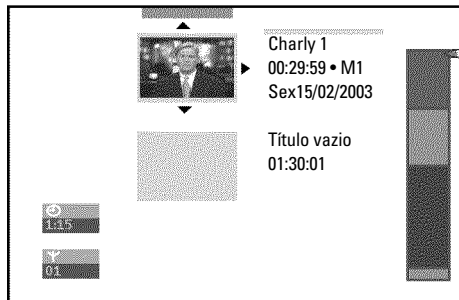 Charly 1
00:29:59 • M1
Sex15/02/2003
Título vazio
01:30:01
1:15
01